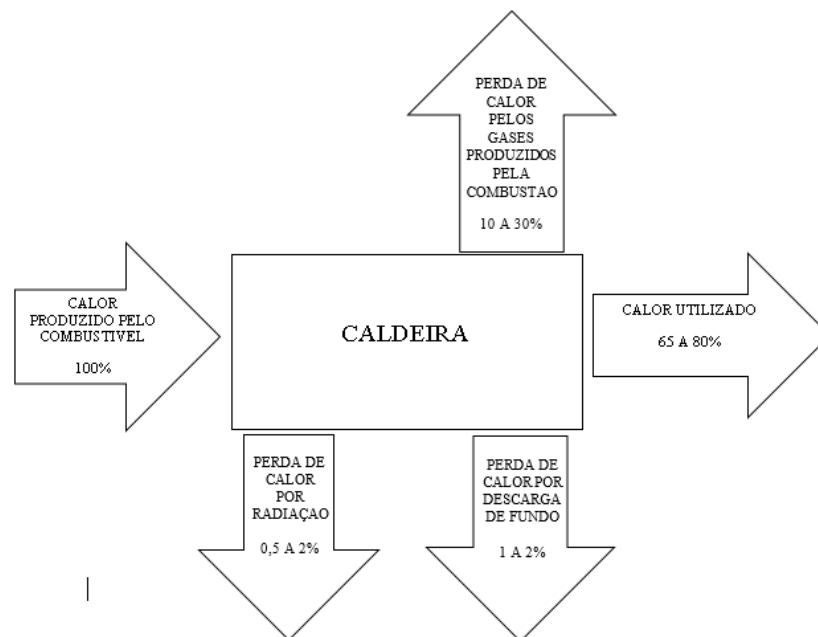 PERDA DE
CALOR
PELOS
GASES
PRODUZIDOS
PELA
COMBUSTAO
10 A 30%
CALOR
PRODUZIDO PELO
COMBUSTIVEL
100%
CALDEIRA
CALOR UTILIZADO
65 A 80%
PERDA DE
CALOR
POR
RADIAÇAO
0,5 A 2%
PERDA DE
CALOR POR
DESCARGA
DE FUNDO
1 A 2%